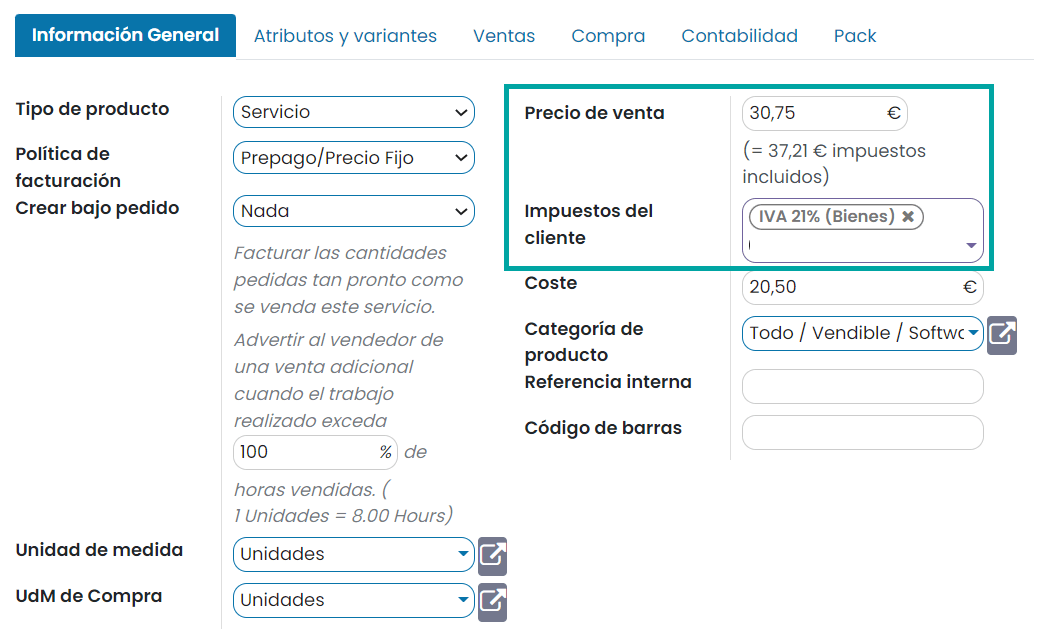 Información General Atributos y variantes Ventas Compra Contabilidad Pack
Tipo de producto
Servicio
Política de
facturación
Prepago/Precio Fijo
Crear bajo pedido
Nada
Facturar las cantidades
pedidas tan pronto como
se venda este servicio.
Advertir al vendedor de
una venta adicional
cuando el trabajo
realizado exceda
100 % de
horas vendidas. (
1 Unidades = 8.00 Hours)
Unidad de medida
Unidades
UdM de Compra
Unidades
Precio de venta
30,75 €
(= 37,21 € impuestos
incluidos)
Impuestos del
cliente
IVA 21% (Bienes) ✖
Coste
20,50 €
Categoría de
producto
Todo / Vendible / Softwa
Referencia interna
Código de barras